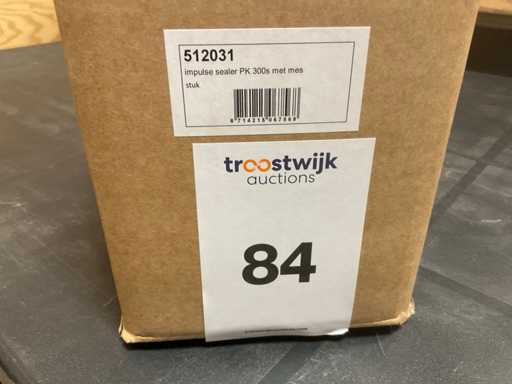 512031
impulse sealer PK 300s met mes
stuk
troostwijk
auctions
84